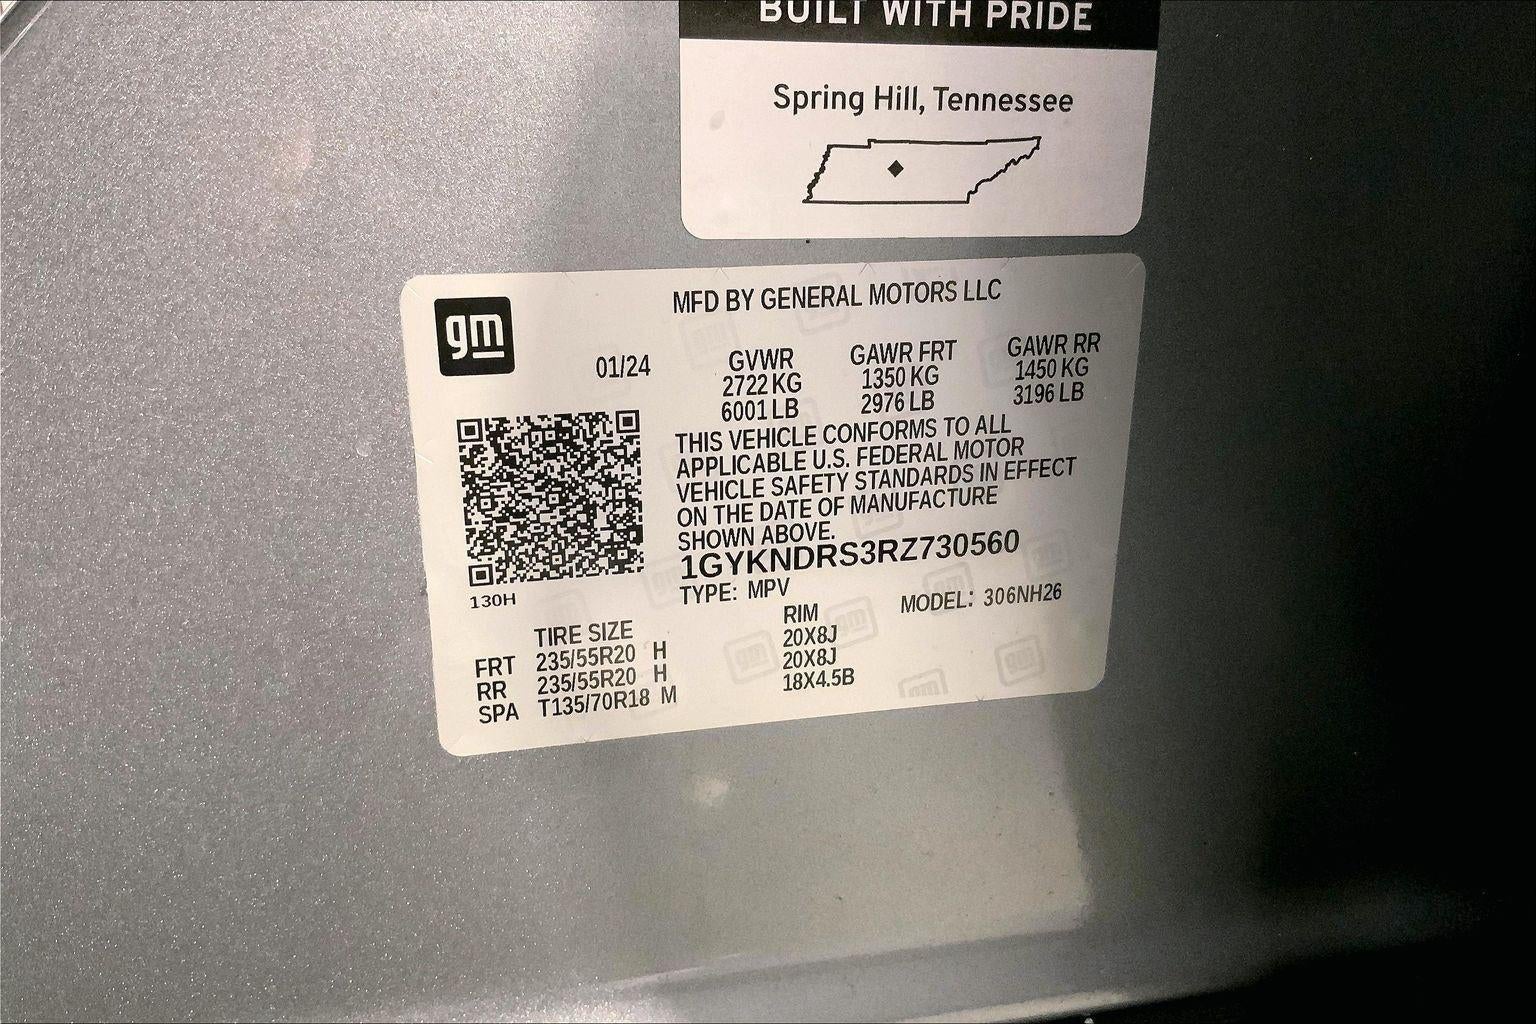 BUILT WITH PRIDE
Spring Hill, Tennessee
gm
MFD BY GENERAL MOTORS LLC
01/24
GVWR
2722 KG
6001 LB
GAWR FRT
1350 KG
2976 LB
GAWR RR
1450 KG
3196 LB
THIS VEHICLE CONFORMS TO ALL
APPLICABLE U.S. FEDERAL MOTOR
VEHICLE SAFETY STANDARDS IN EFFECT
ON THE DATE OF MANUFACTURE
SHOWN ABOVE.
1GYKNDRS3RZ730560
TYPE: MPV
MODEL: 306NH26
130H
TIRE SIZE RIM
FRT 235/55R20 H 20X8J
RR 235/55R20 H 20X8J
SPA T135/70R18 M 18X4.5B